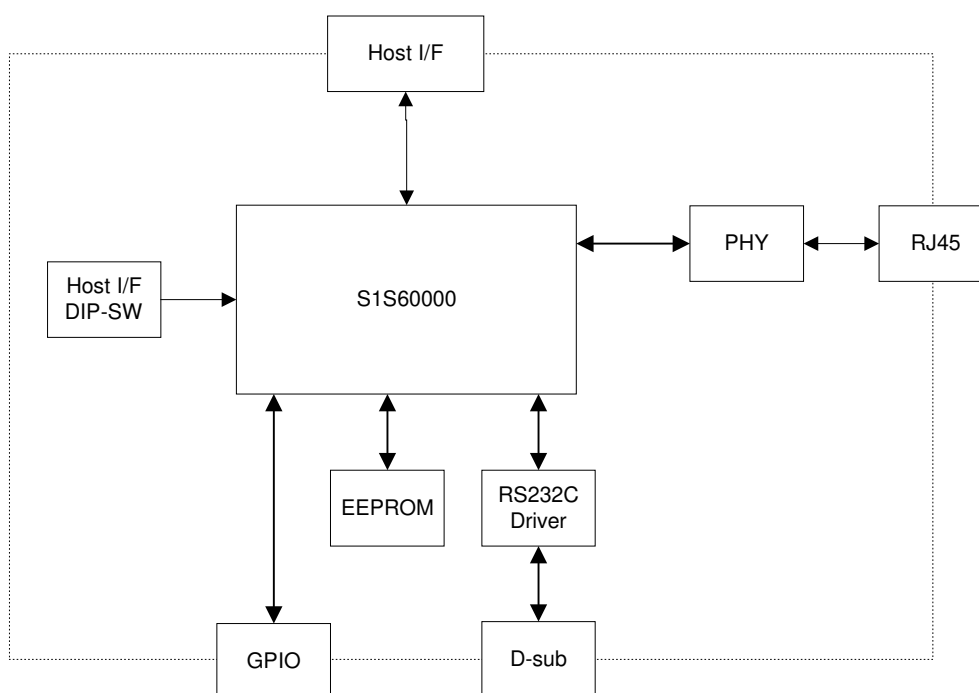 Host I/F
PHY
RJ45
Host I/F
DIP-SW
S1S60000
EEPROM
RS232C
Driver
GPIO
D-sub